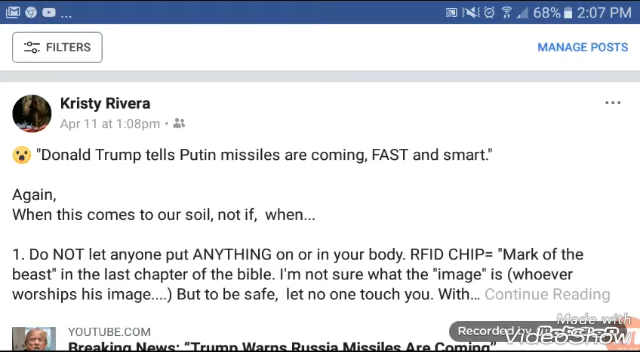 ... 68% 2:07 PM
FILTERS
MANAGE POSTS
Kristy Rivera
Apr 11 at 1:08pm
"Donald Trump tells Putin missiles are coming, FAST and smart."
Again,
When this comes to our soil, not if, when...
1. Do NOT let anyone put ANYTHING on or in your body. RFID CHIP= "Mark of the
beast" in the last chapter of the bible. I'm not sure what the "image" is (whoever
worships his image....) But to be safe, let no one touch you. With... Continue Reading
YOUTUBE.COM
Breaking News: “Trump Warns Russia Missiles Are Coming”
Made with
Recorded by
VideoShow